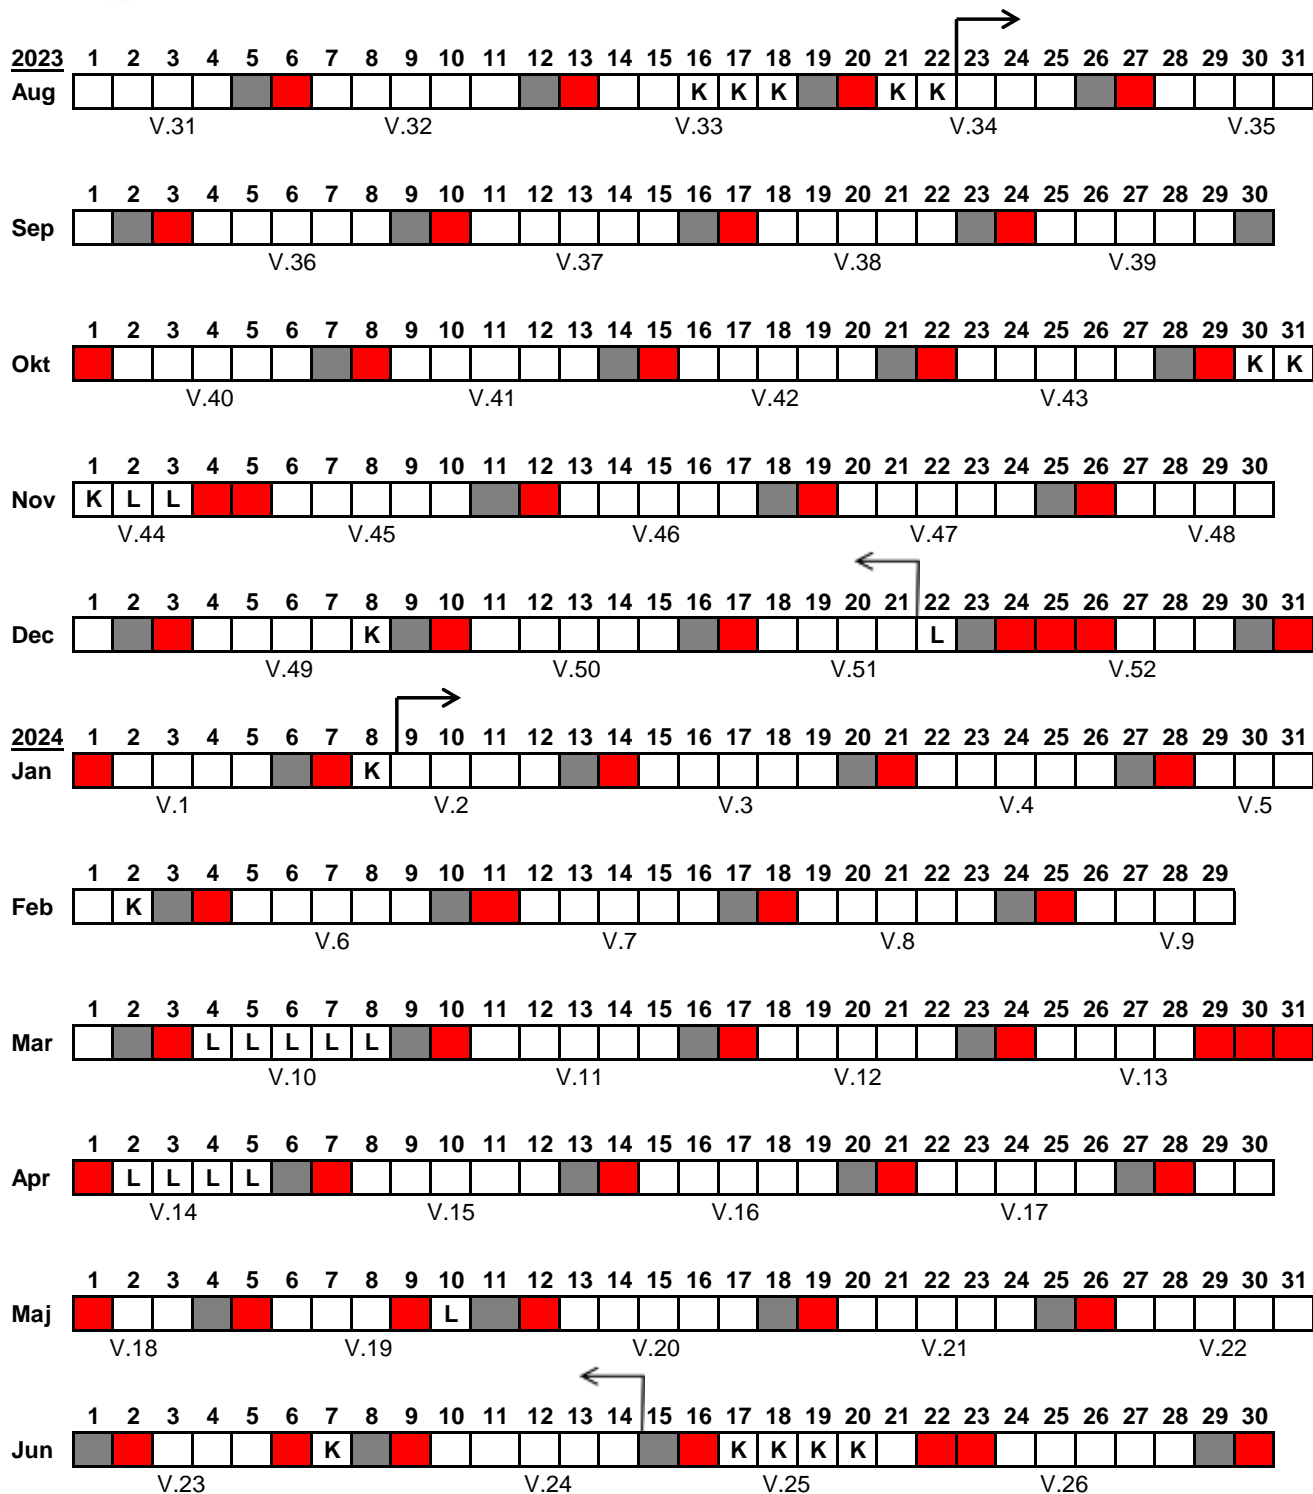 2023 1 2 3 4 5 6 7 8 9 10 11 12 13 14 15 16 17 18 19 20 21 22 23 24 25 26 27 28 29 30 31
Aug K K K K K
V.31 V.32 V.33 V.34 V.35
1 2 3 4 5 6 7 8 9 10 11 12 13 14 15 16 17 18 19 20 21 22 23 24 25 26 27 28 29 30
Sep
V.36 V.37 V.38 V.39
1 2 3 4 5 6 7 8 9 10 11 12 13 14 15 16 17 18 19 20 21 22 23 24 25 26 27 28 29 30 31
Okt K K
V.40 V.41 V.42 V.43
1 2 3 4 5 6 7 8 9 10 11 12 13 14 15 16 17 18 19 20 21 22 23 24 25 26 27 28 29 30
Nov K L L
V.44 V.45 V.46 V.47 V.48
1 2 3 4 5 6 7 8 9 10 11 12 13 14 15 16 17 18 19 20 21 22 23 24 25 26 27 28 29 30 31
Dec K L
V.49 V.50 V.51 V.52
2024 1 2 3 4 5 6 7 8 9 10 11 12 13 14 15 16 17 18 19 20 21 22 23 24 25 26 27 28 29 30 31
Jan K
V.1 V.2 V.3 V.4 V.5
1 2 3 4 5 6 7 8 9 10 11 12 13 14 15 16 17 18 19 20 21 22 23 24 25 26 27 28 29
Feb K
V.6 V.7 V.8 V.9
1 2 3 4 5 6 7 8 9 10 11 12 13 14 15 16 17 18 19 20 21 22 23 24 25 26 27 28 29 30 31
Mar L L L L L
V.10 V.11 V.12 V.13
1 2 3 4 5 6 7 8 9 10 11 12 13 14 15 16 17 18 19 20 21 22 23 24 25 26 27 28 29 30
Apr L L L L
V.14 V.15 V.16 V.17
1 2 3 4 5 6 7 8 9 10 11 12 13 14 15 16 17 18 19 20 21 22 23 24 25 26 27 28 29 30 31
Maj L
V.18 V.19 V.20 V.21 V.22
1 2 3 4 5 6 7 8 9 10 11 12 13 14 15 16 17 18 19 20 21 22 23 24 25 26 27 28 29 30
Jun K K K K K
V.23 V.24 V.25 V.26